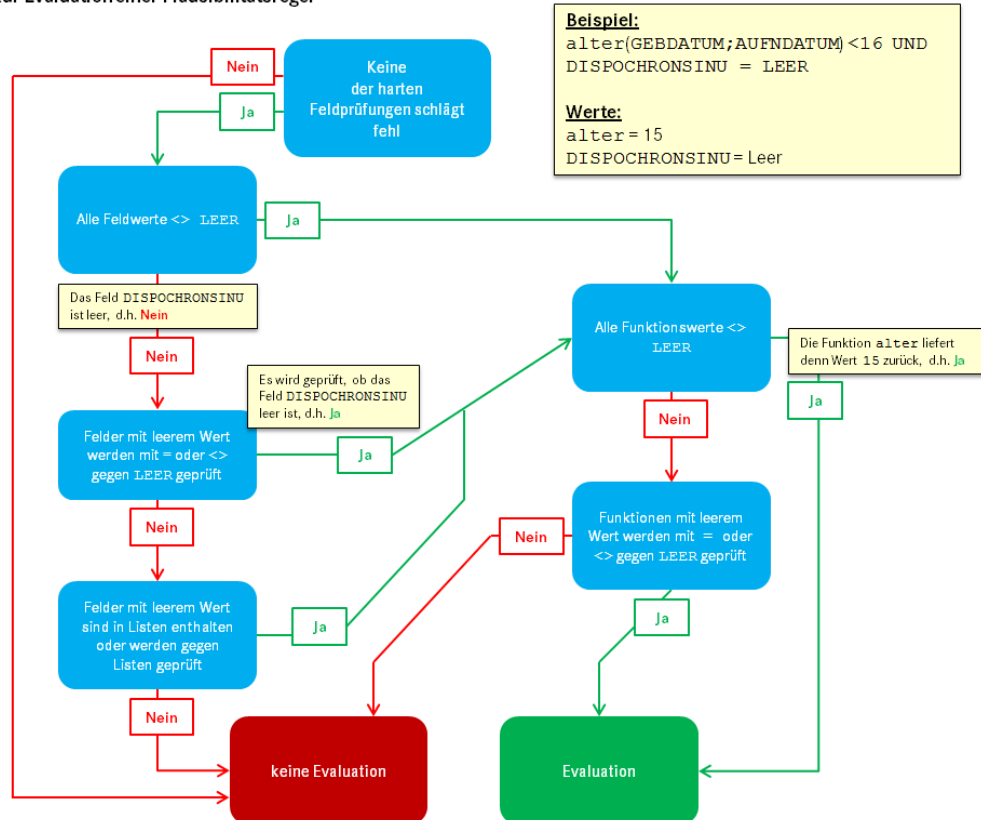 Beispiel:
alter(GEBDATUM;AUFNDATUM)<16 UND
DISPOCHRONSINU = LEER
Werte:
alter = 15
DISPOCHRONSINU = Leer
Nein
Ja
Keine
der harten
Feldprüfungen schlägt
fehl
Alle Feldwerte <> LEER
Ja
Das Feld DISPOCHRONSINU
ist leer, d.h. Nein
Nein
Alle Funktionswerte <>
LEER
Die Funktion alter liefert
denn Wert 15 zurück, d.h. Ja
Ja
Es wird geprüft, ob das
Feld DISPOCHRONSINU
leer ist, d.h. Ja
Nein
Felder mit leerem Wert
werden mit = oder <>
gegen LEER geprüft
Ja
Nein
Nein
Funktionen mit leerem
Wert werden mit = oder
<> gegen LEER geprüft
Felder mit leerem Wert
sind in Listen enthalten
oder werden gegen
Listen geprüft
Ja
Ja
Nein
keine Evaluation
Evaluation